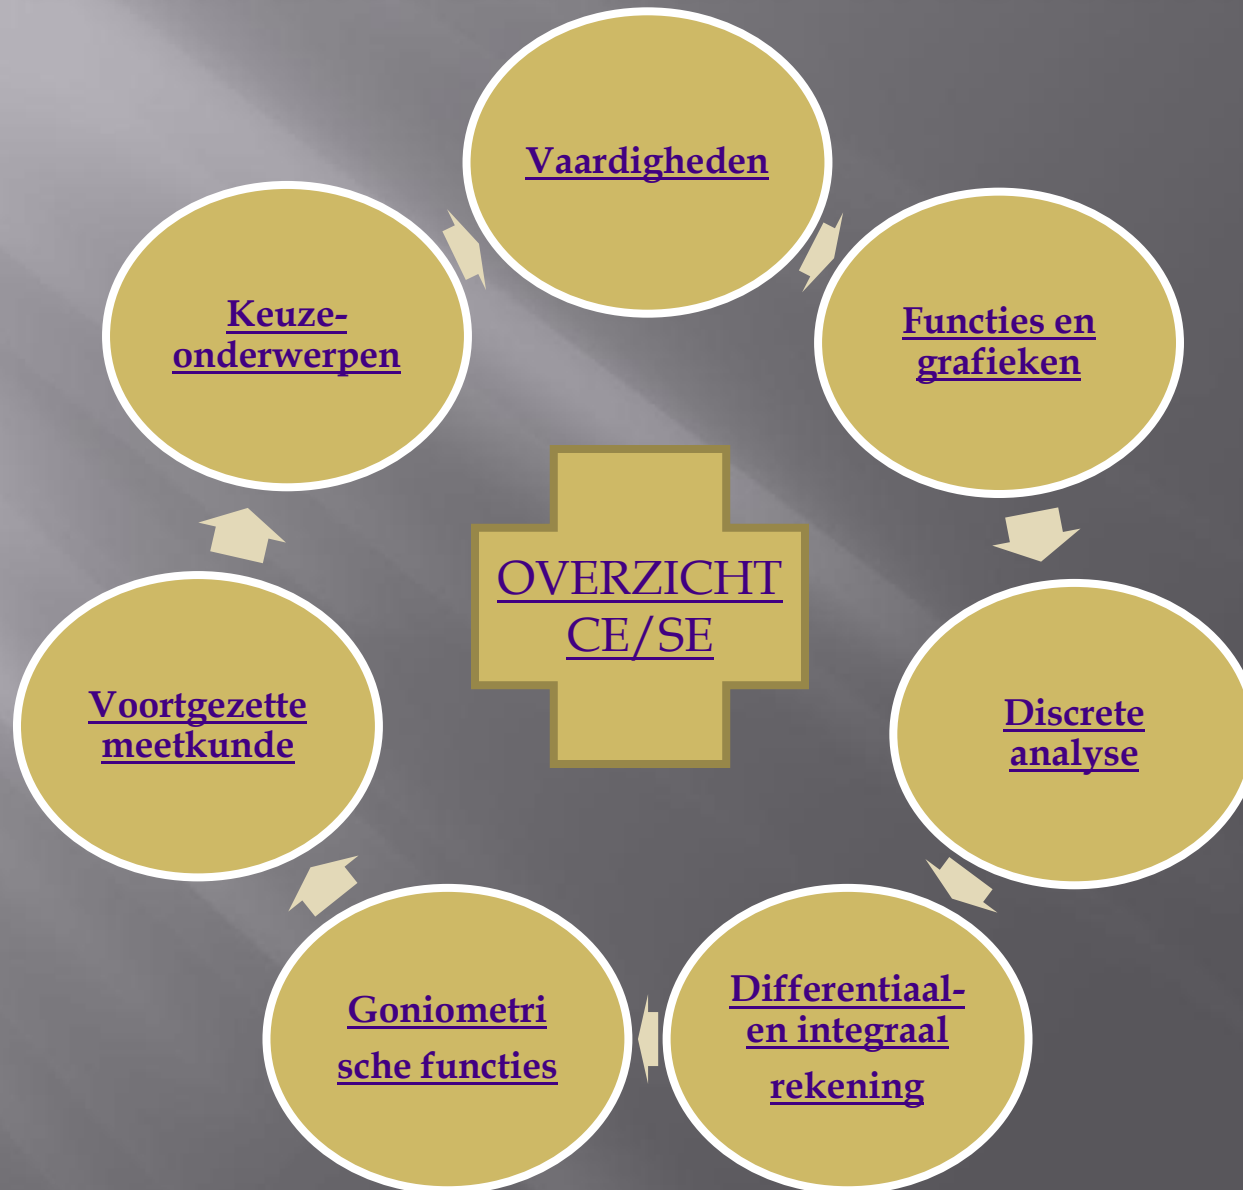 Vaardigheden
Functies en
grafieken
Discrete
analyse
Differentiaal-
en integraal
rekening
Goniometri
sche functies
Voortgezette
meetkunde
Keuze-
onderwerpen
OVERZICHT
CE/SE